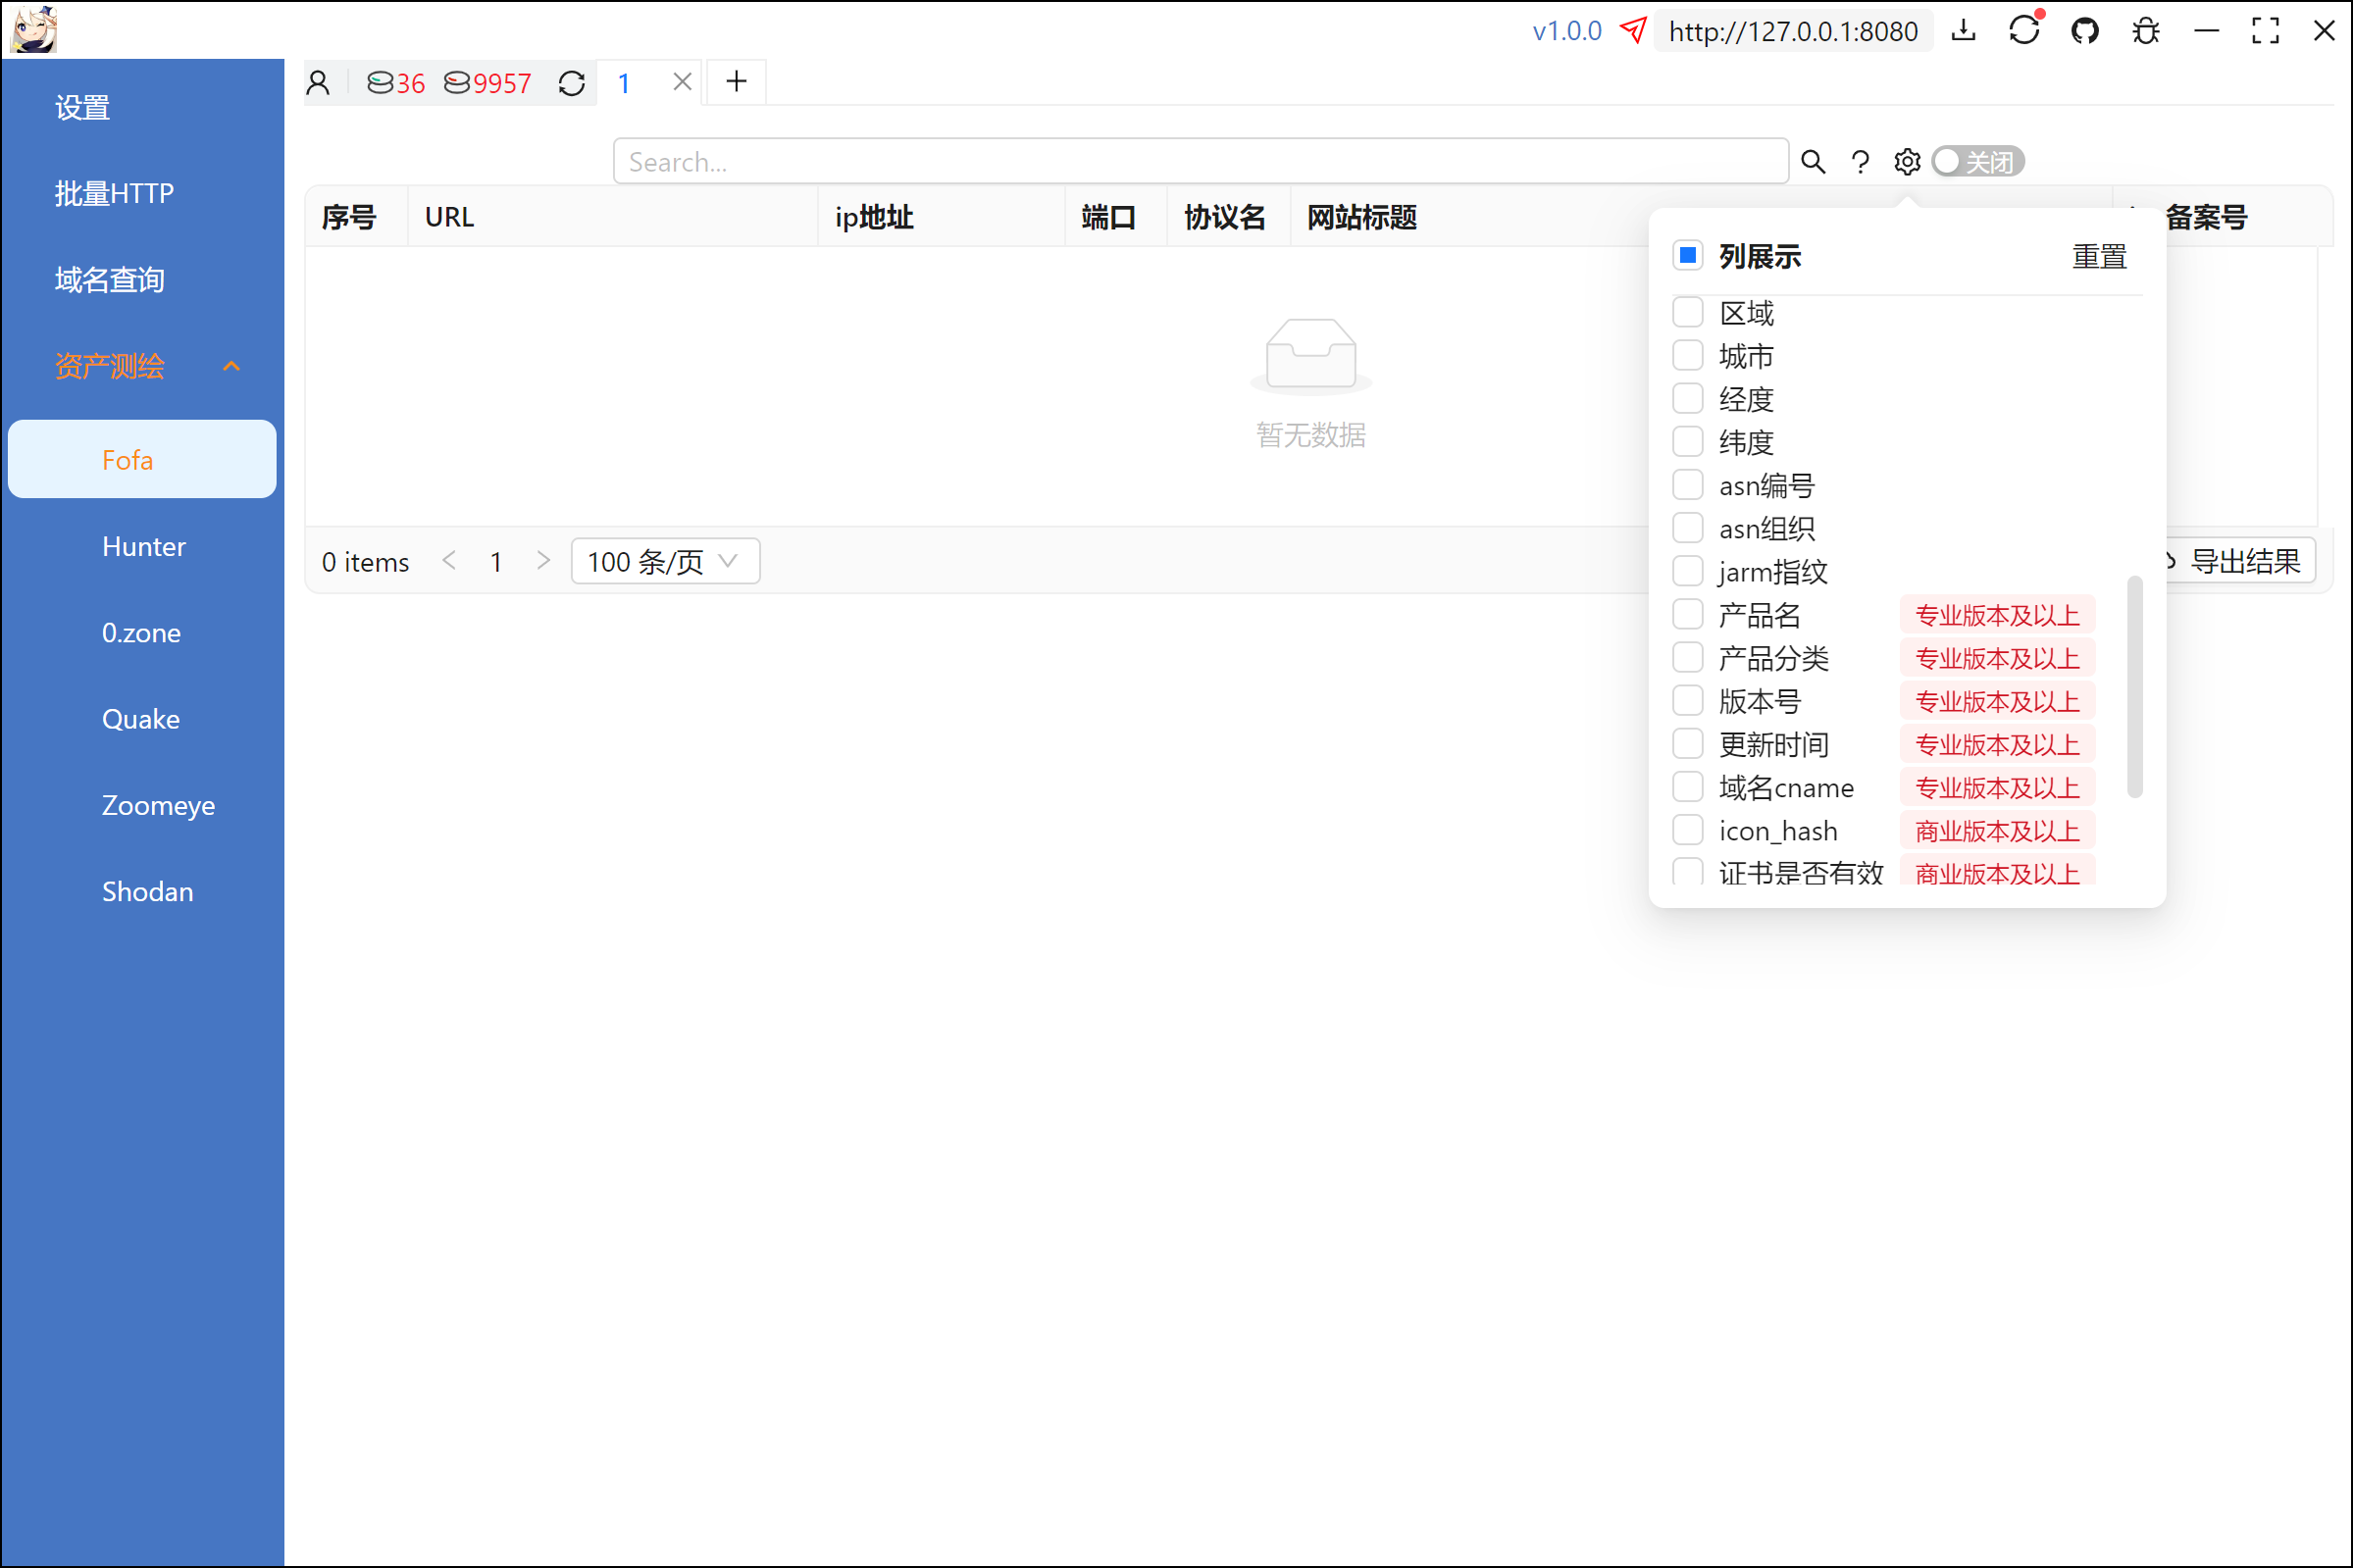 v1.0.0 http://127.0.0.1:8080
设置
批量HTTP
域名查询
资产测绘
Fofa
Hunter
0.zone
Quake
Zoomeye
Shodan
36 9957 1
Search...
关闭
序号 URL ip地址 端口 协议名 网站标题 备案号
暂无数据
0 items 1 100 条/页 导出结果
列展示 重置
区域
城市
经度
纬度
asn编号
asn组织
jarm指纹
产品名 专业版本及以上
产品分类 专业版本及以上
版本号 专业版本及以上
更新时间 专业版本及以上
域名cname 专业版本及以上
icon_hash 商业版本及以上
证书是否有效 商业版本及以上